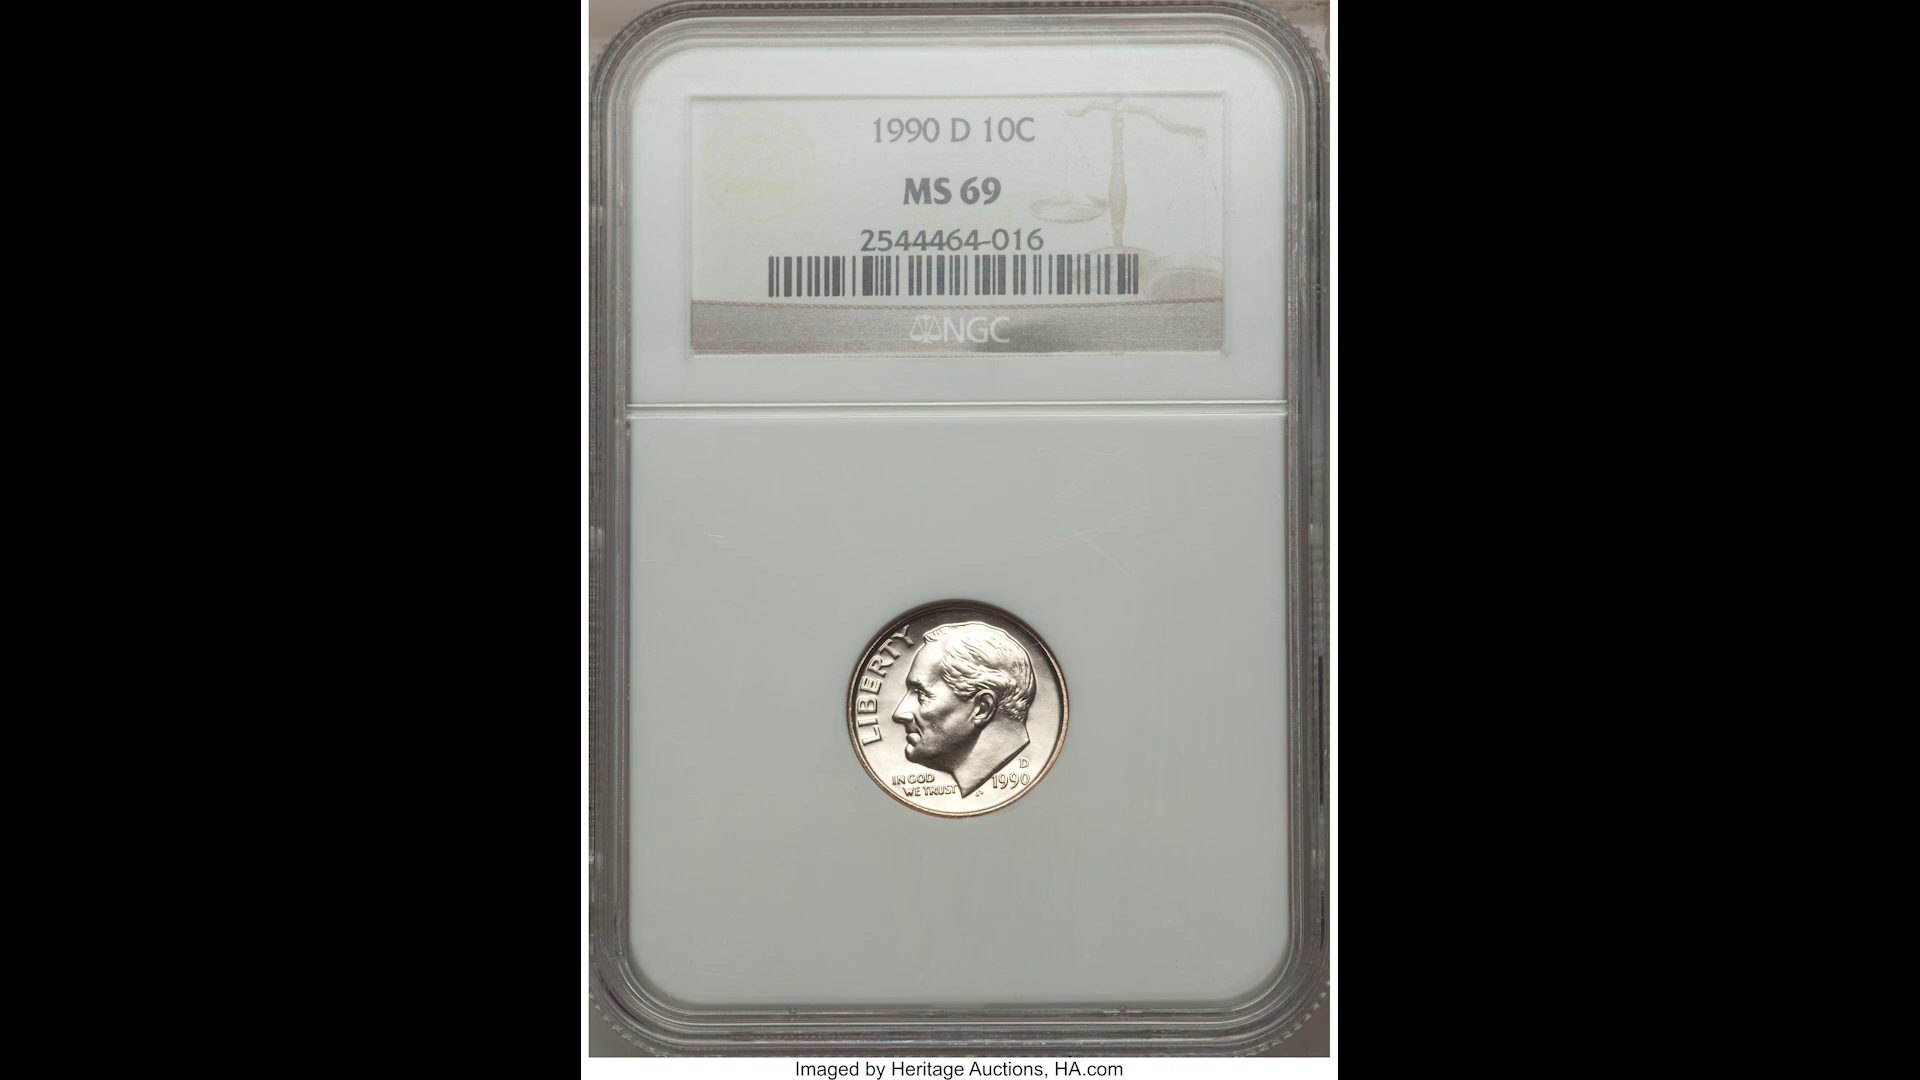 1990 D 10C
MS 69
2544464-016
NGC
LIBERTY
IN GOD
WE TRUST
D
1990
Imaged by Heritage Auctions, HA.com